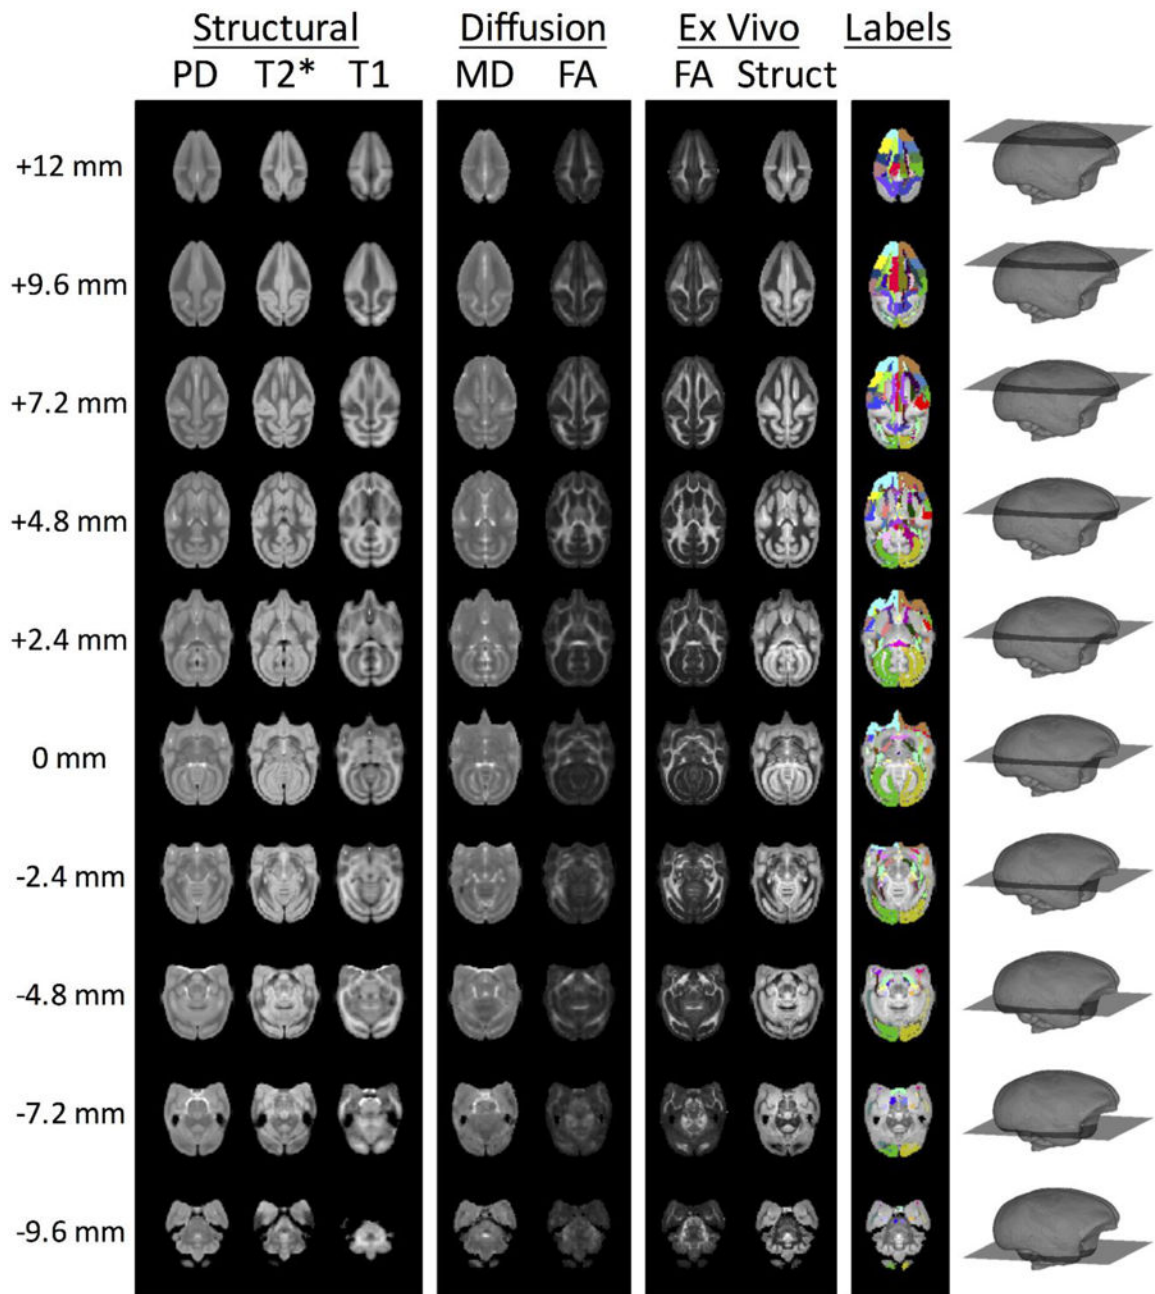 Structural Diffusion Ex Vivo Labels
PD T2* T1 MD FA FA Struct
+12 mm
+9.6 mm
+7.2 mm
+4.8 mm
+2.4 mm
0 mm
-2.4 mm
-4.8 mm
-7.2 mm
-9.6 mm